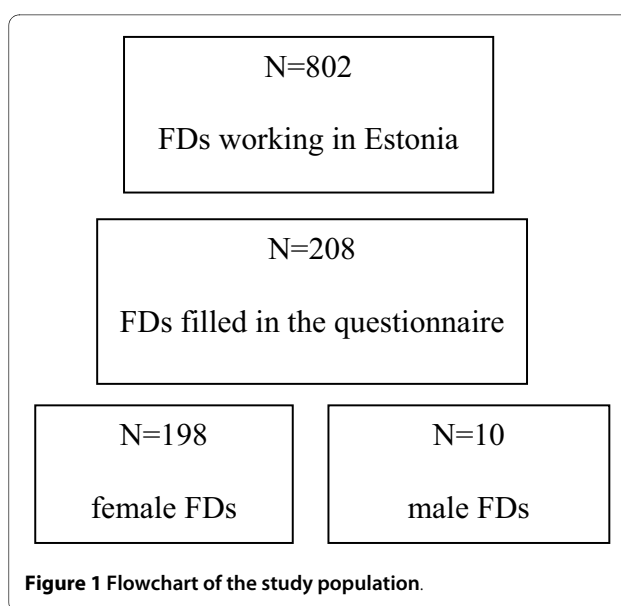 N=802
FDs working in Estonia
N=208
FDs filled in the questionnaire
N=198
female FDs
N=10
male FDs
Figure 1 Flowchart of the study population.